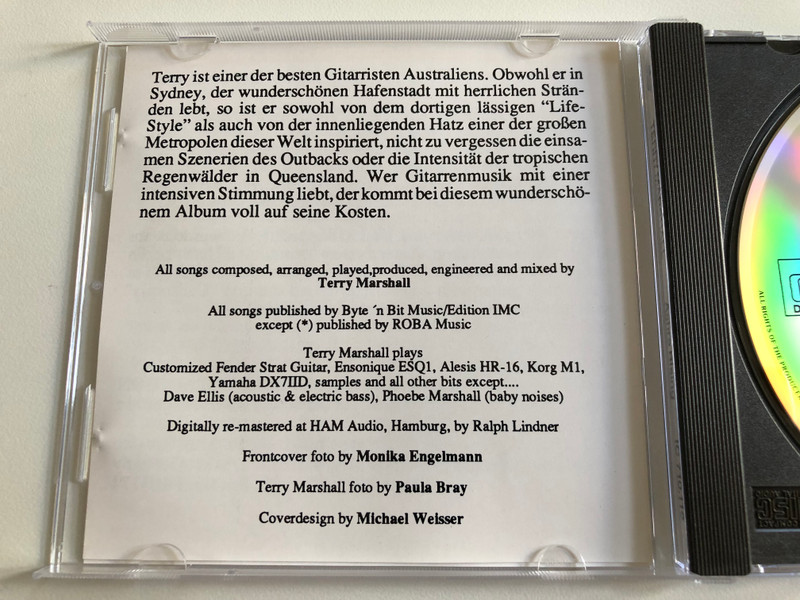 Terry ist einer der besten Gitarristen Australiens. Obwohl er in
Sydney, der wunderschönen Hafenstadt mit herrlichen Strän-
den lebt, so ist er sowohl von dem dortigen lässigen “Life-
Style” als auch von der innenliegenden Hatz einer der großen
Metropolen dieser Welt inspiriert, nicht zu vergessen die einsa-
men Szenerien des Outbacks oder die Intensität der tropischen
Regenwälder in Queensland. Wer Gitarrenmusik mit einer
intensiven Stimmung liebt, der kommt bei diesem wunderschö-
nem Album voll auf seine Kosten.
All songs composed, arranged, played,produced, engineered and mixed by
Terry Marshall
All songs published by Byte ´n Bit Music/Edition IMC
except (*) published by ROBA Music
Terry Marshall plays
Customized Fender Strat Guitar, Ensonique ESQ1, Alesis HR-16, Korg M1,
Yamaha DX7IID, samples and all other bits except....
Dave Ellis (acoustic & electric bass), Phoebe Marshall (baby noises)
Digitally re-mastered at HAM Audio, Hamburg, by Ralph Lindner
Frontcover foto by Monika Engelmann
Terry Marshall foto by Paula Bray
Coverdesign by Michael Weisser
ALL RIGHTS OF THE